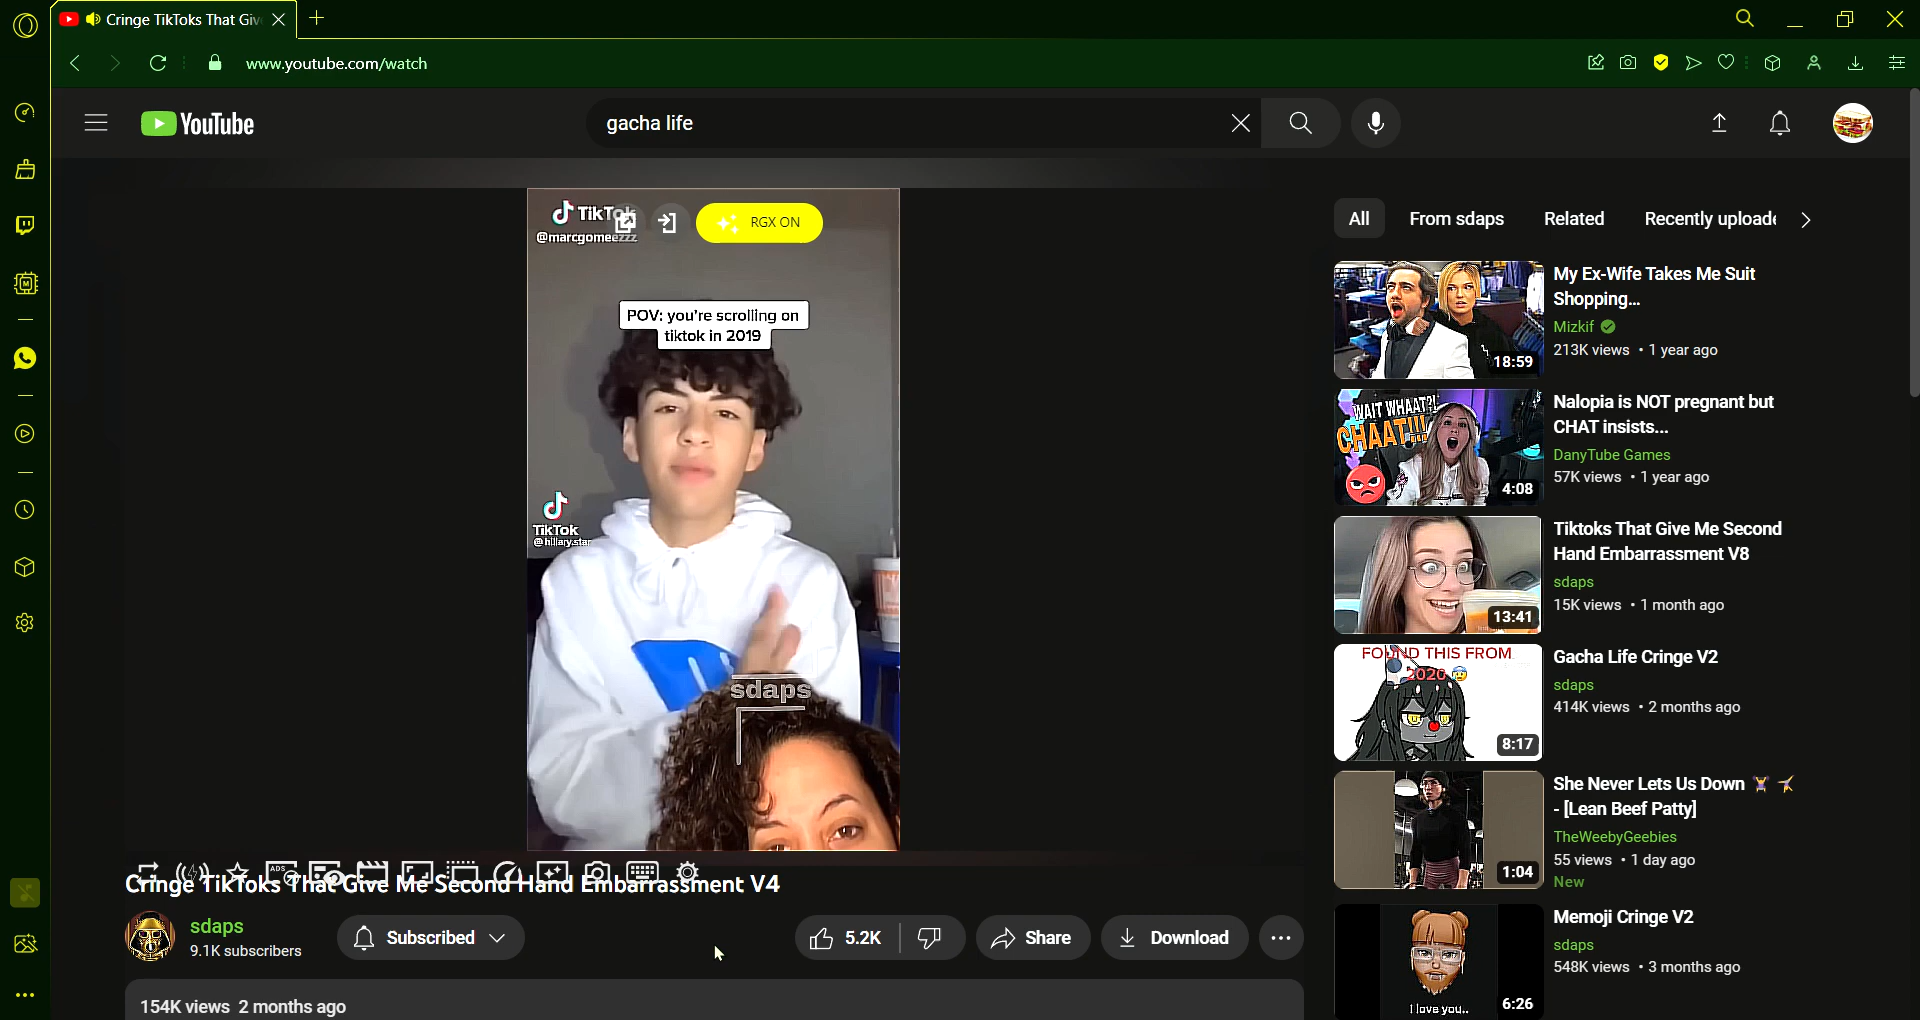 Cringe TikToks That Giv
www.youtube.com/watch
YouTube
gacha life
TikTok
@marcgomeezzz
RGX ON
POV: you're scrolling on
tiktok in 2019
TikTok
@hillary.star
sdaps
Cringe TikToks That Give Me Second Hand Embarrassment V4
sdaps
9.1K subscribers
Subscribed
5.2K
Share
Download
154K views 2 months ago
All
From sdaps
Related
Recently uploade
My Ex-Wife Takes Me Suit
Shopping...
Mizkif
213K views • 1 year ago
18:59
WAIT WHAAT?!
CHAAT!!!
4:08
Nalopia is NOT pregnant but
CHAT insists...
DanyTube Games
57K views • 1 year ago
13:41
Tiktoks That Give Me Second
Hand Embarrassment V8
sdaps
15K views • 1 month ago
FOUND THIS FROM
2020 😰
8:17
Gacha Life Cringe V2
sdaps
414K views • 2 months ago
1:04
She Never Lets Us Down
- [Lean Beef Patty]
TheWeebyGeebies
55 views • 1 day ago
New
I love you..
6:26
Memoji Cringe V2
sdaps
548K views • 3 months ago